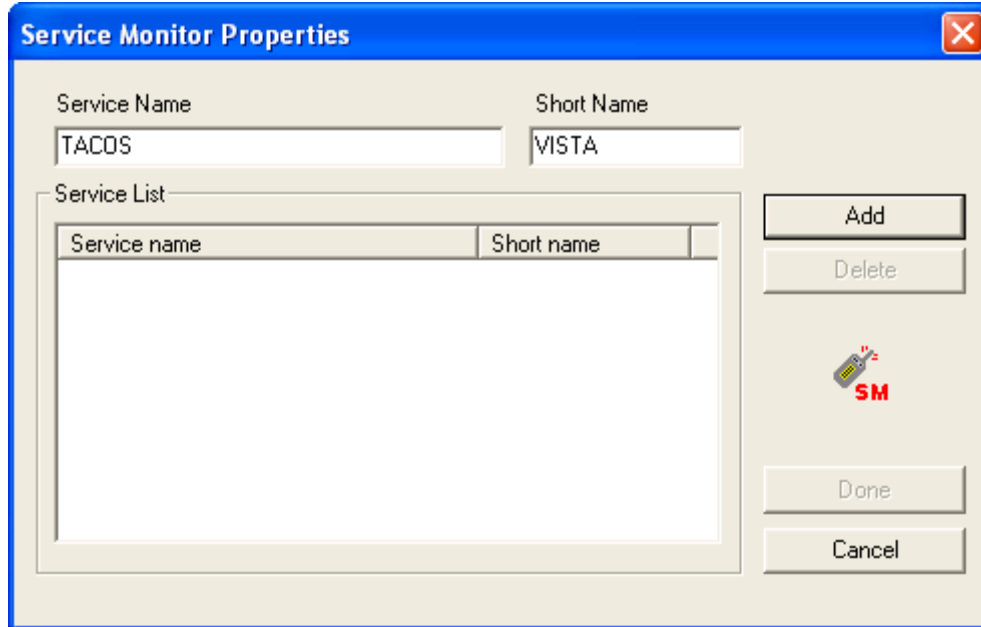 Service Monitor Properties
Service Name Short Name
TACOS VISTA
Service List
Service name Short name
Add
Delete
SM
Done
Cancel